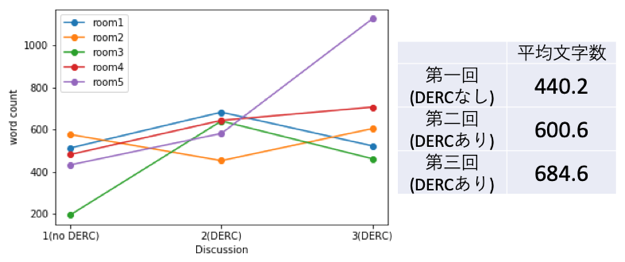 room1
room2
room3
room4
room5
1000
800
600
400
200
word count
1(no DERC)
2(DERC)
3(DERC)
Discussion
平均文字数
第一回
(DERCなし)
440.2
第二回
(DERCあり)
600.6
第三回
(DERCあり)
684.6